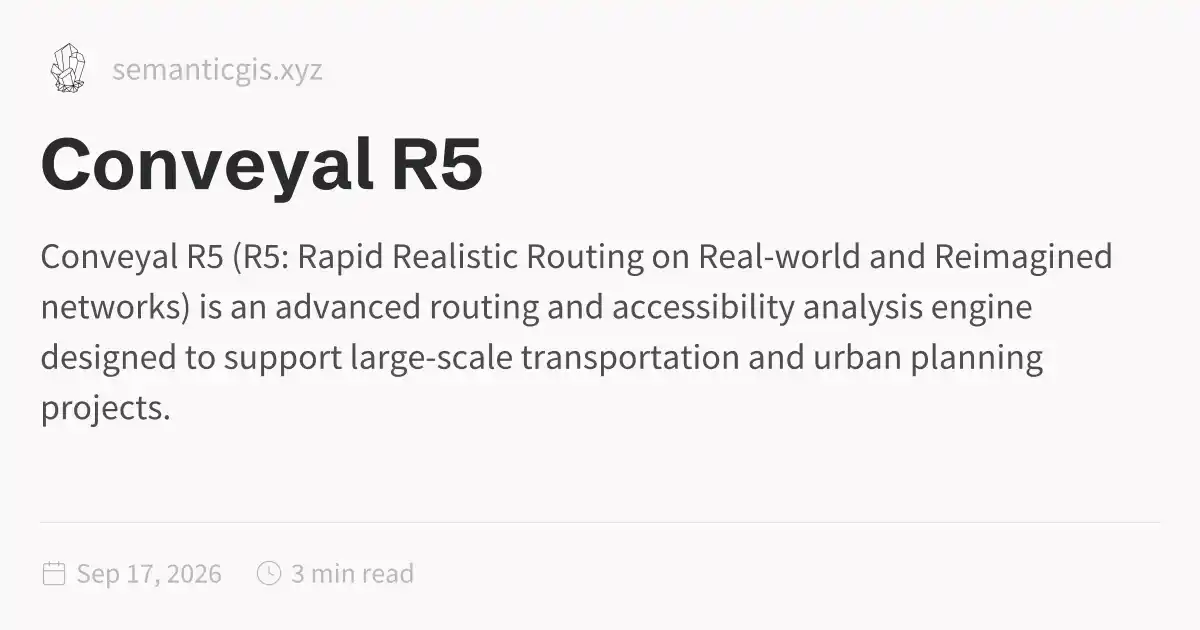 semanticgis.xyz
Conveyal R5
Conveyal R5 (R5: Rapid Realistic Routing on Real-world and Reimagined
networks) is an advanced routing and accessibility analysis engine
designed to support large-scale transportation and urban planning
projects.
Sep 17, 2026 3 min read